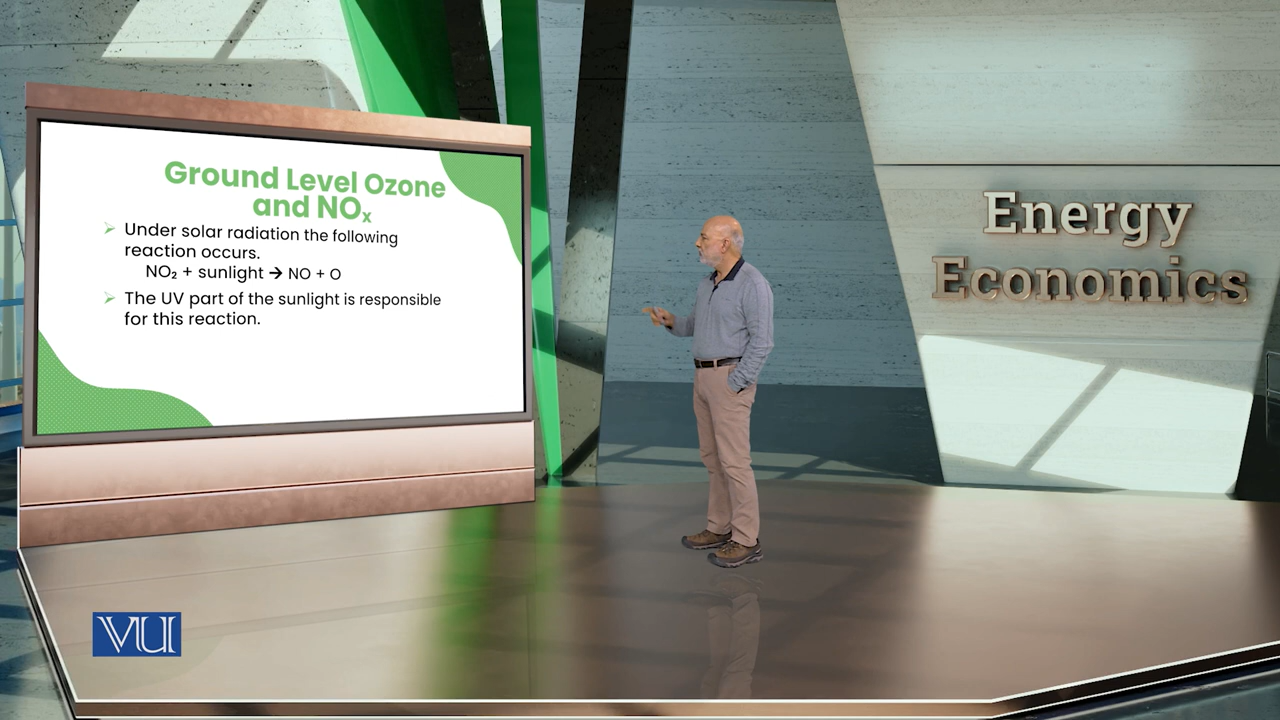 Ground Level Ozone
and NOₓ
➢ Under solar radiation the following
reaction occurs.
NO₂ + sunlight → NO + O
➢ The UV part of the sunlight is responsible
for this reaction.
Energy
Economics
VU